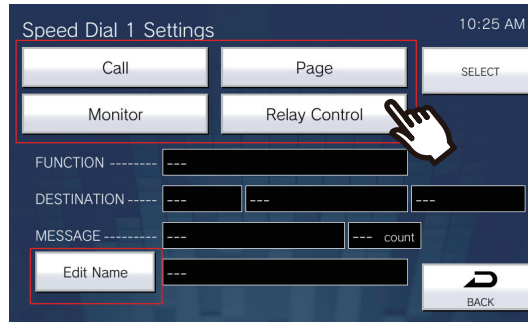 Speed Dial 1 Settings 10:25 AM
Call Page SELECT
Monitor Relay Control
FUNCTION -------- ---
DESTINATION ----- --- --- ---
MESSAGE --------- --- --- count
Edit Name ---
BACK